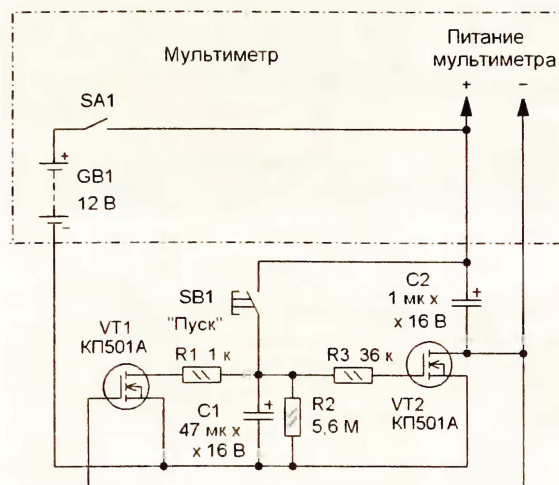 Мультиметр
Питание
мультиметра
+
−
SA1
+
GB1
12 В
−
SB1
"Пуск"
C2
1 мк х
х 16 В
+
VT1
КП501А
R1 1 к
R3 36 к
C1
47 мк х
х 16 В
+
R2
5,6 М
VT2
КП501А